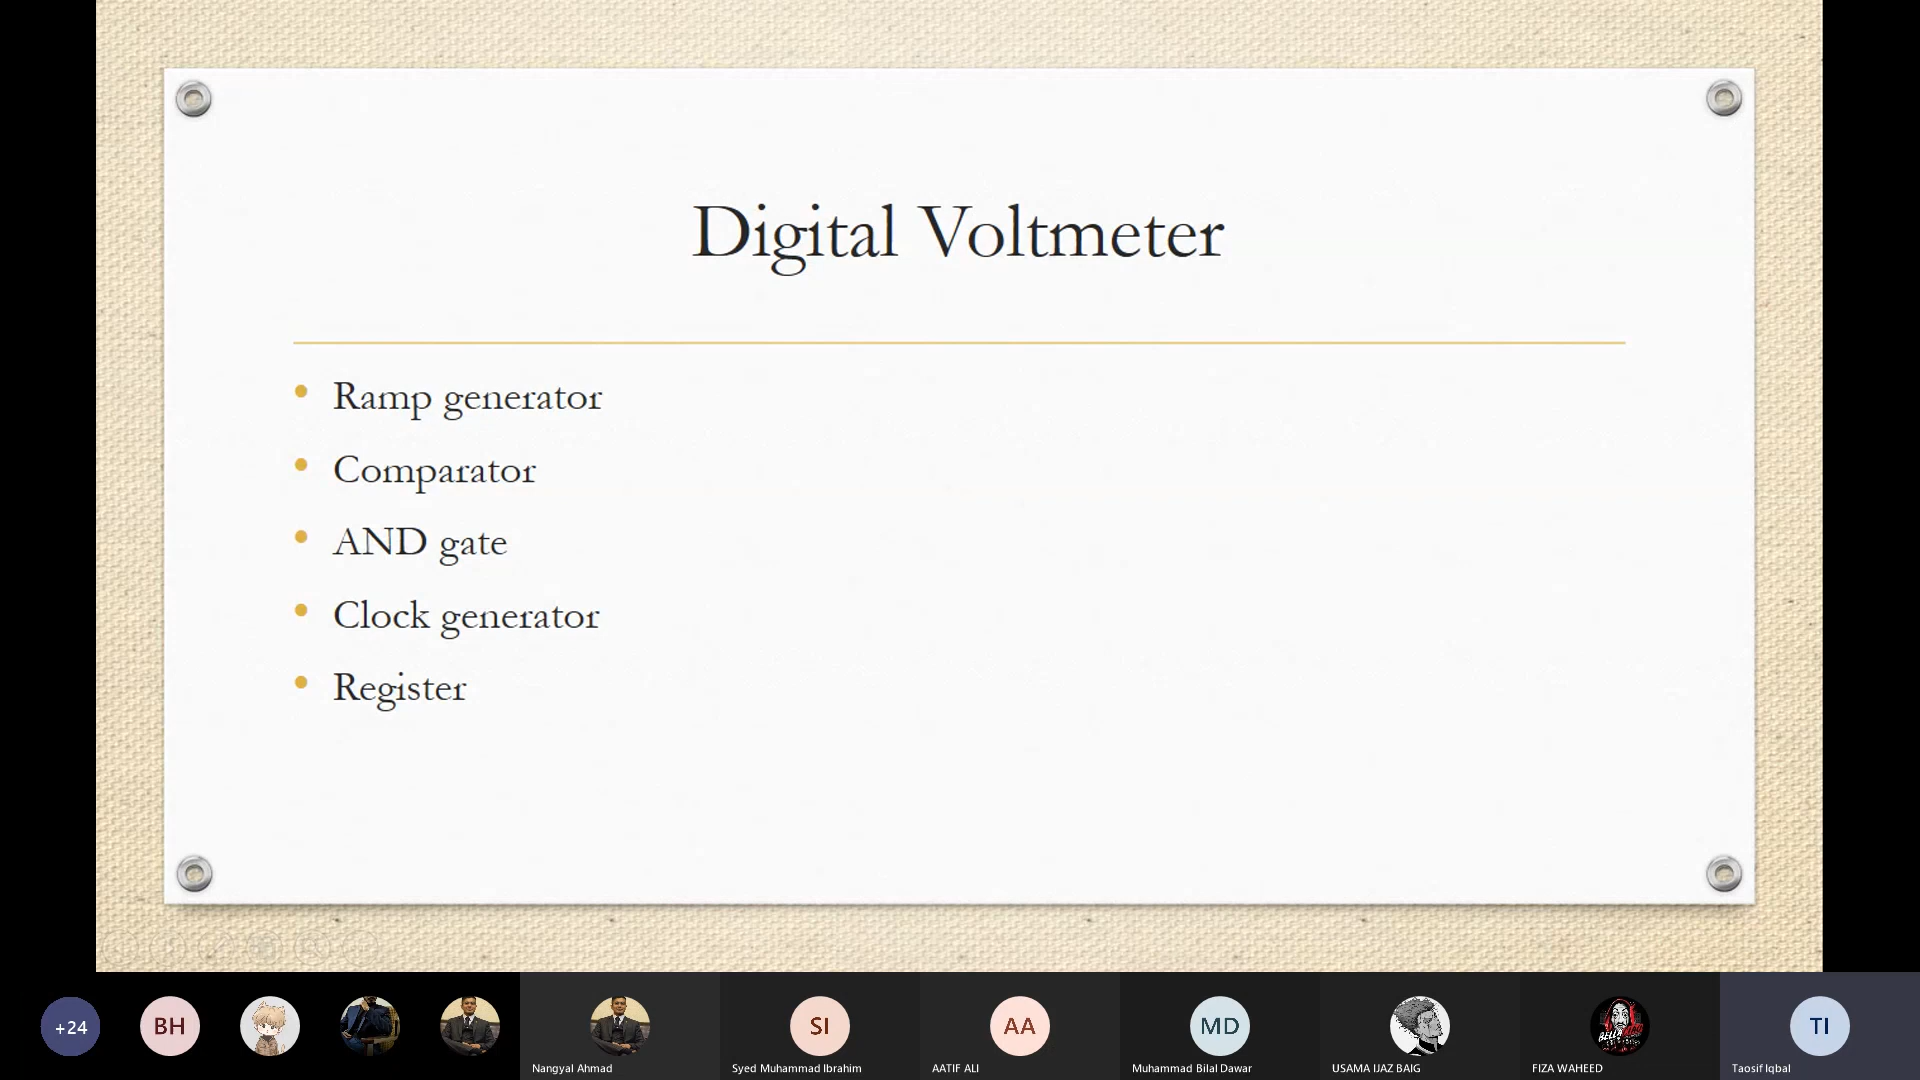 Digital Voltmeter
Ramp generator
Comparator
AND gate
Clock generator
Register
+24
BH
SI
AA
MD
TI
Nangyal Ahmad
Syed Muhammad Ibrahim
AATIF ALI
Muhammad Bilal Dawar
USAMA IJAZ BAIG
FIZA WAHEED
Taosif Iqbal